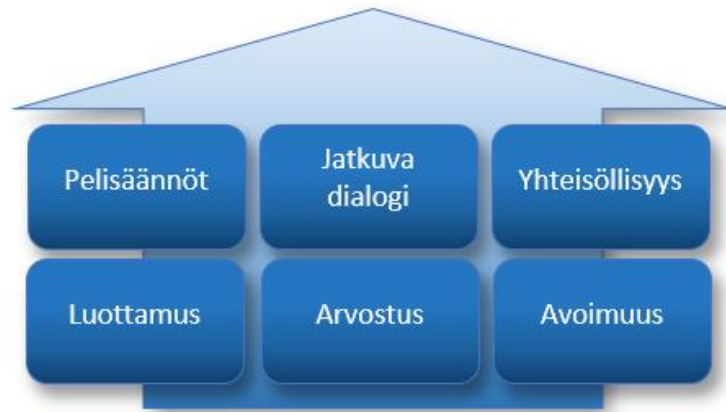 Pelisäännöt
Jatkuva
dialogi
Yhteisöllisyys
Luottamus
Arvostus
Avoimuus